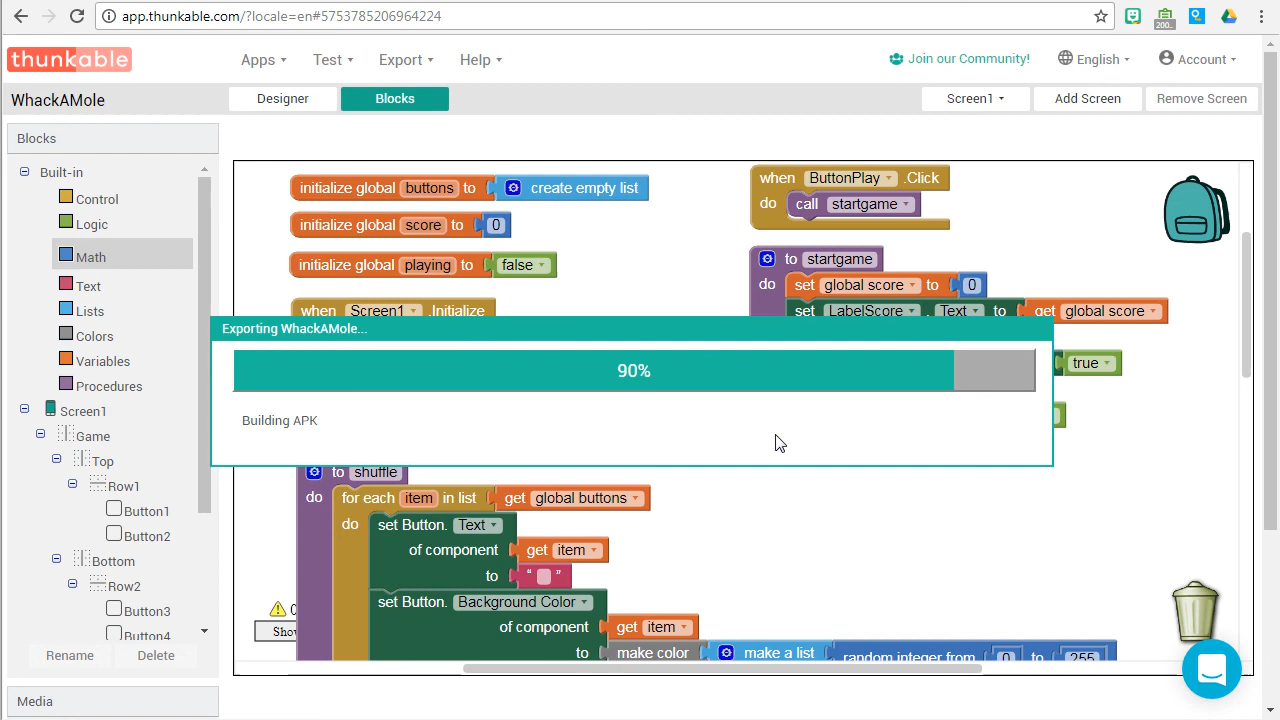 app.thunkable.com/?locale=en#5753785206964224
200..
thunkable
Apps
Test
Export
Help
Join our Community!
English
Account
WhackAMole
Designer
Blocks
Screen1
Add Screen
Remove Screen
Blocks
Built-in
Control
Logic
Math
Text
Lists
Colors
Variables
Procedures
Screen1
Game
Top
Row1
Button1
Button2
Bottom
Row2
Button3
Button4
Rename
Delete
Media
initialize global buttons to create empty list
initialize global score to 0
initialize global playing to false
when Screen1 .Initialize
when ButtonPlay .Click
do call startgame
to startgame
do set global score to 0
set LabelScore . Text to get global score
true
Exporting WhackAMole...
90%
Building APK
to shuffle
do for each item in list get global buttons
do set Button. Text
of component get item
to “ ”
set Button. Background Color
of component get item
to make color make a list random integer from 0 to 255
0